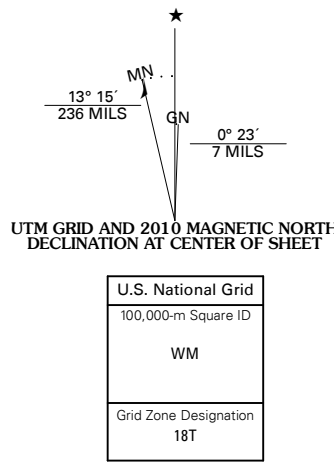 ★
MN
13° 15´
236 MILS
GN
0° 23´
7 MILS
UTM GRID AND 2010 MAGNETIC NORTH
DECLINATION AT CENTER OF SHEET
U.S. National Grid
100,000-m Square ID
WM
Grid Zone Designation
18T